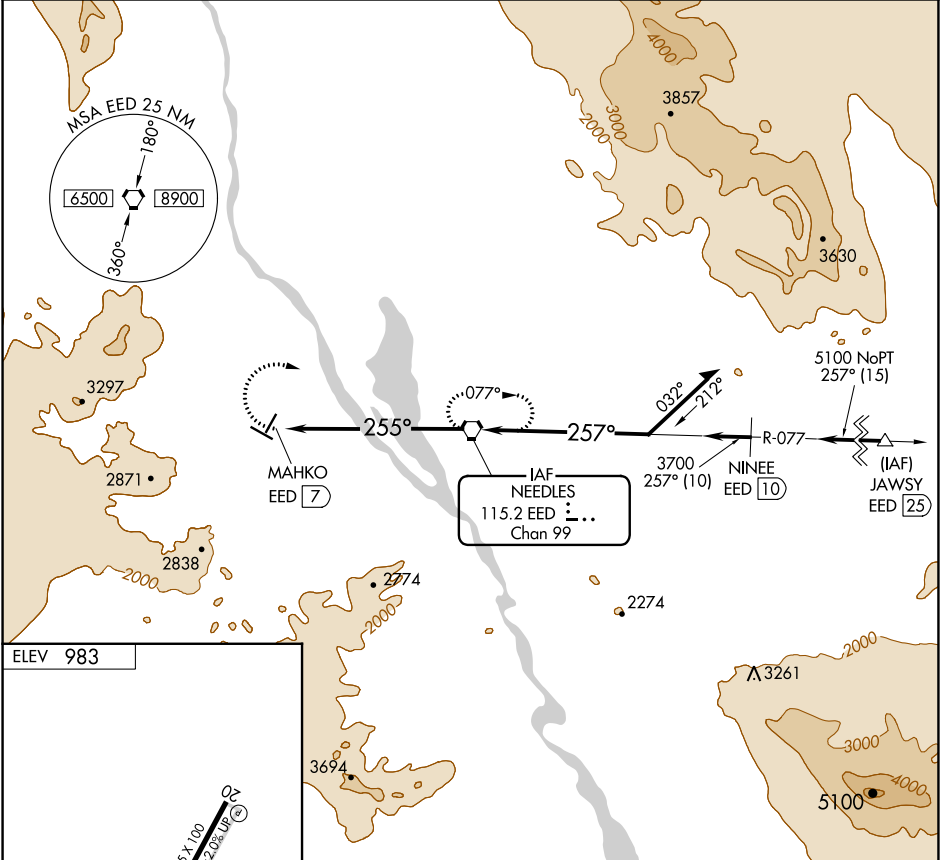 4000
3857
3000
2000
MSA EED 25 NM
180°
6500
8900
360°
3630
5100 NoPT
257° (15)
3297
032°
212°
077°
255°
257°
R-077
MAHKO
EED 7
3700
257° (10)
NINEE
EED 10
(IAF)
JAWSY
EED 25
IAF
NEEDLES
115.2 EED
Chan 99
2871
2838
2000
2774
2000
2274
ELEV 983
2000
3261
3000
3694
4000
5100
20
5 X 100
2.0% UP